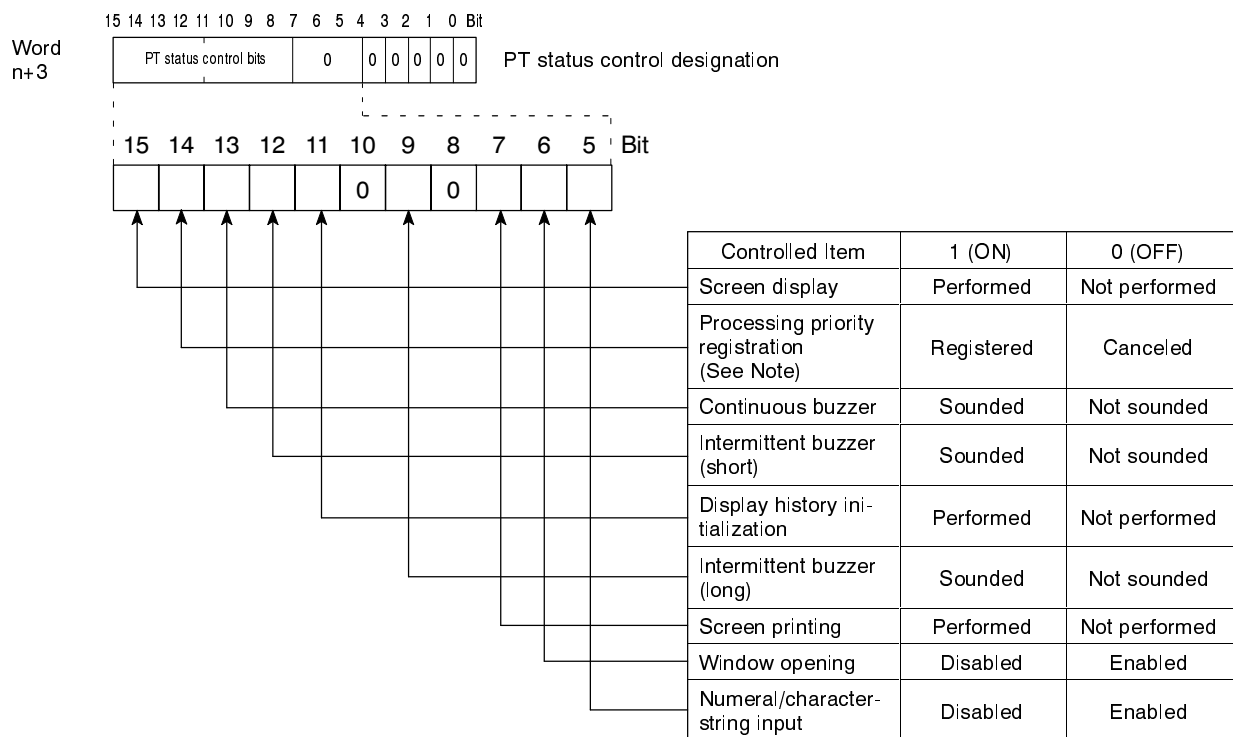 15 14 13 12 11 10 9 8 7 6 5 4 3 2 1 0 Bit
Word
n+3
PT status control bits 0 0 0 0 0 0
PT status control designation
15 14 13 12 11 10 9 8 7 6 5 Bit
0 0
Controlled Item 1 (ON) 0 (OFF)
Screen display Performed Not performed
Processing priority
registration
(See Note)
Registered Canceled
Continuous buzzer Sounded Not sounded
Intermittent buzzer
(short)
Sounded Not sounded
Display history ini-
tialization
Performed Not performed
Intermittent buzzer
(long)
Sounded Not sounded
Screen printing Performed Not performed
Window opening Disabled Enabled
Numeral/character-
string input
Disabled Enabled